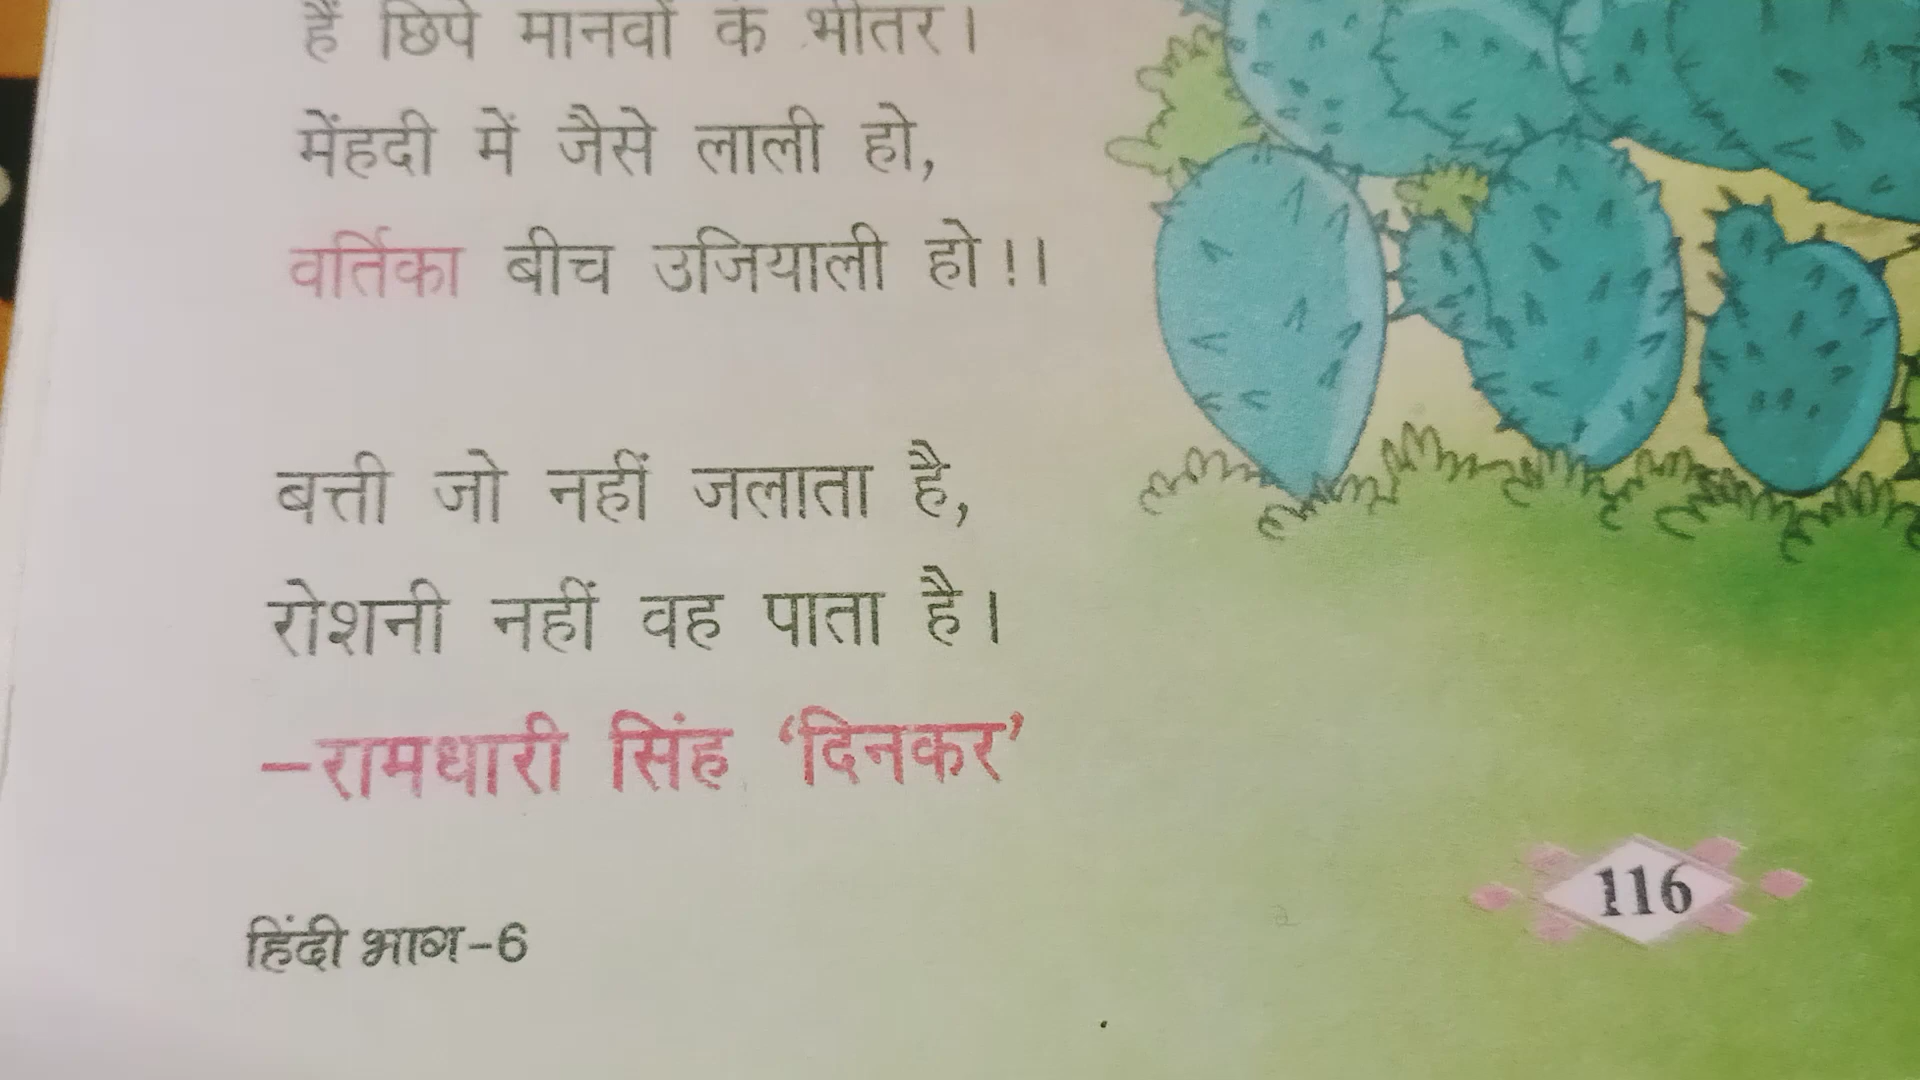 हैं छिपे मानवों के भीतर।
मेंहदी में जैसे लाली हो,
वर्तिका बीच उजियाली हो!।
बत्ती जो नहीं जलाता है,
रोशनी नहीं वह पाता है।
–रामधारी सिंह ‘दिनकर’
हिंदी भाग-6
116